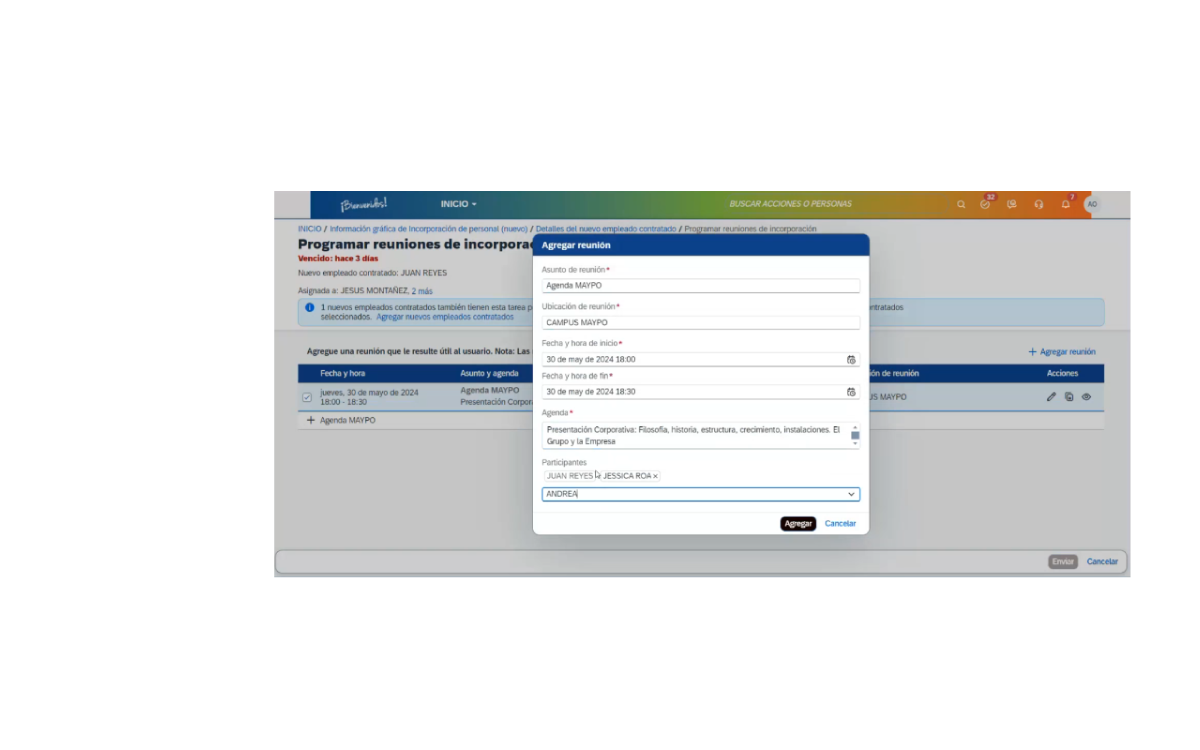 ¡Bienvenid@s!
INICIO
BUSCAR ACCIONES O PERSONAS
32
7
AO
INICIO / Información gráfica de Incorporación de personal (nuevo) / Detalles del nuevo empleado contratado / Programar reuniones de incorporación
Programar reuniones de incorpora
Vencido: hace 3 días
Nuevo empleado contratado: JUAN REYES
Asignada a: JESUS MONTAÑEZ, 2 más
1 nuevos empleados contratados también tienen esta tarea p
ntratados
seleccionados. Agregar nuevos empleados contratados
Agregue una reunión que le resulte útil al usuario. Nota: Las
+ Agregar reunión
Fecha y hora
Asunto y agenda
ión de reunión
Acciones
jueves, 30 de mayo de 2024
18:00 - 18:30
Agenda MAYPO
Presentación Corpor
US MAYPO
+ Agenda MAYPO
Agregar reunión
Asunto de reunión*
Agenda MAYPO
Ubicación de reunión*
CAMPUS MAYPO
Fecha y hora de inicio*
30 de may de 2024 18:00
Fecha y hora de fin*
30 de may de 2024 18:30
Agenda*
Presentación Corporativa: Filosofía, historia, estructura, crecimiento, instalaciones. El
Grupo y la Empresa
Participantes
JUAN REYES JESSICA ROA ×
ANDREA
Agregar
Cancelar
Enviar
Cancelar